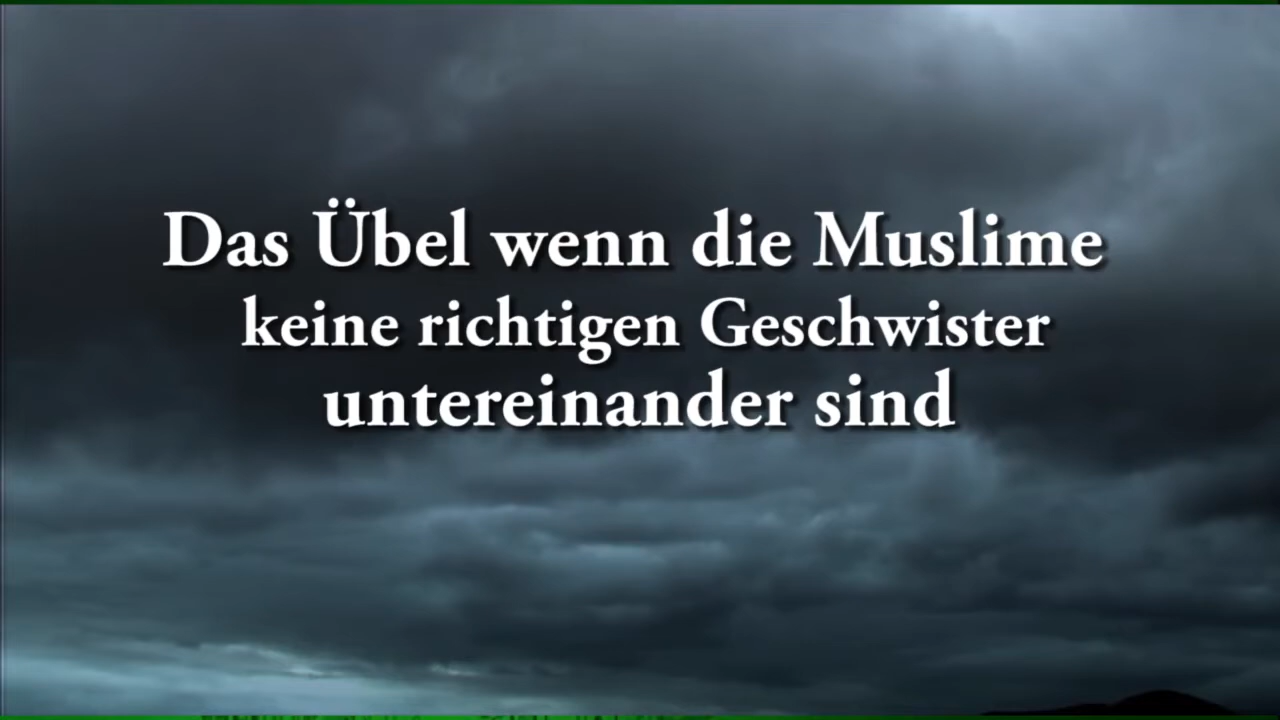 Das Übel wenn die Muslime
keine richtigen Geschwister
untereinander sind